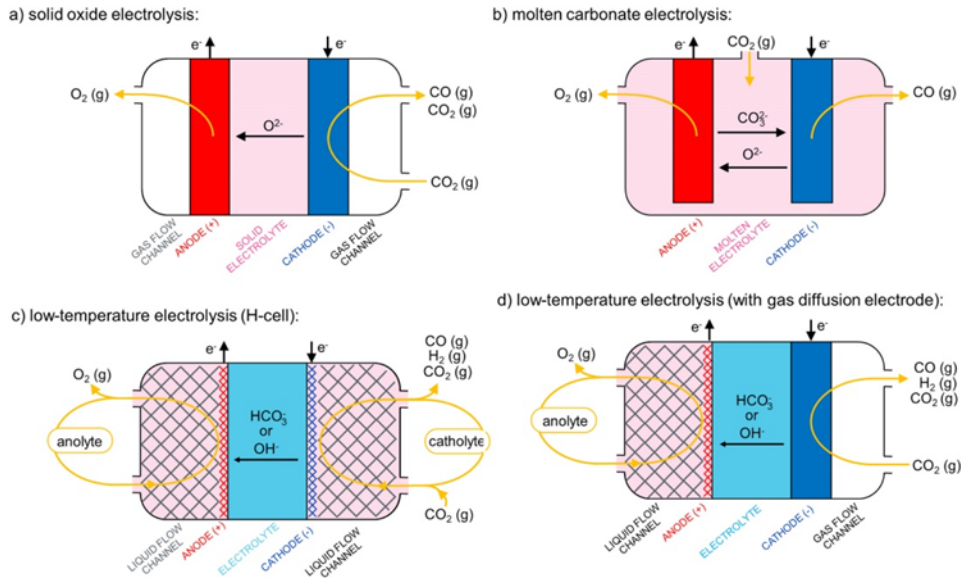 a) solid oxide electrolysis:
e-
e-
O2 (g)
CO (g)
CO2 (g)
O2-
CO2 (g)
GAS FLOW
CHANNEL
ANODE (+)
SOLID
ELECTROLYTE
CATHODE (-)
GAS FLOW
CHANNEL
b) molten carbonate electrolysis:
e-
CO2 (g)
e-
O2 (g)
CO (g)
CO32-
O2-
ANODE (+)
MOLTEN
ELECTROLYTE
CATHODE (-)
c) low-temperature electrolysis (H-cell):
e-
e-
CO (g)
H2 (g)
CO2 (g)
O2 (g)
HCO3-
or
OH-
anolyte
catholyte
CO2 (g)
LIQUID FLOW
CHANNEL
ANODE (+)
ELECTROLYTE
CATHODE (-)
LIQUID FLOW
CHANNEL
d) low-temperature electrolysis (with gas diffusion electrode):
e-
e-
O2 (g)
CO (g)
H2 (g)
CO2 (g)
HCO3-
or
OH-
anolyte
CO2 (g)
LIQUID FLOW
CHANNEL
ANODE (+)
ELECTROLYTE
CATHODE (-)
GAS FLOW
CHANNEL